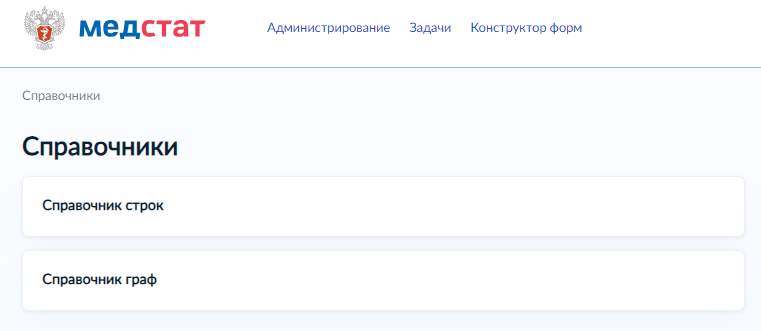 медстат
Администрирование Задачи Конструктор форм
Справочники
Справочники
Справочник строк
Справочник граф